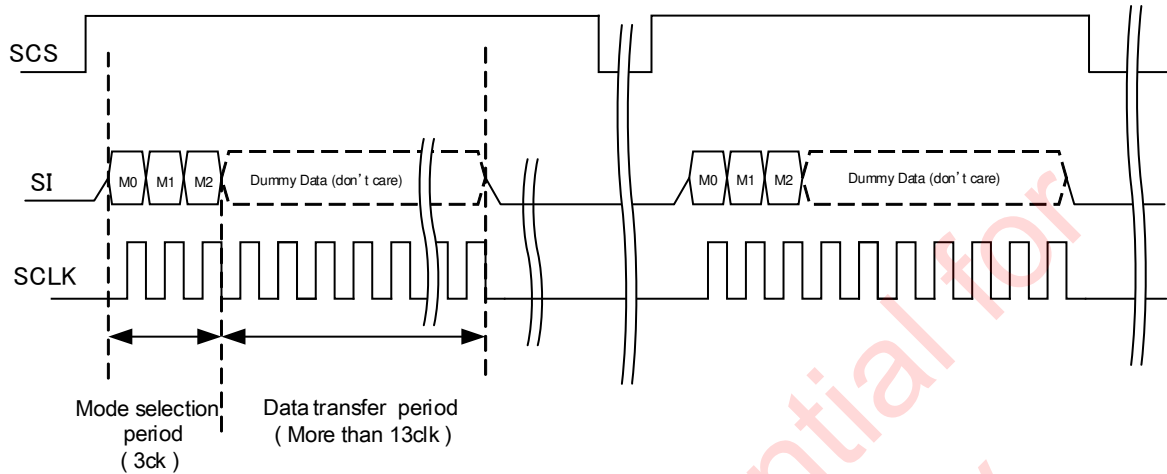 SCS
SI
M0 M1 M2 Dummy Data (don't care)
M0 M1 M2 Dummy Data (don't care)
SCLK
Mode selection
period
( 3ck )
Data transfer period
( More than 13clk )
ntial for